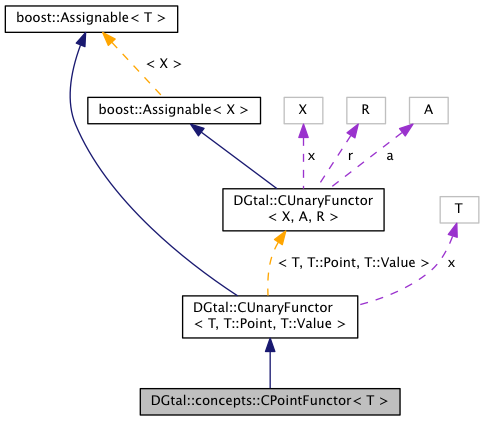 boost::Assignable< T >
< X >
boost::Assignable< X >
X
R
A
x
r
a
DGtal::CUnaryFunctor
< X, A, R >
T
< T, T::Point, T::Value >
x
DGtal::CUnaryFunctor
< T, T::Point, T::Value >
DGtal::concepts::CPointFunctor< T >